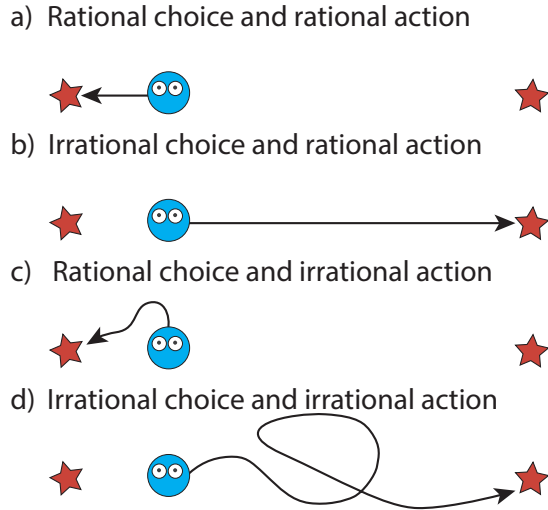 a) Rational choice and rational action
b) Irrational choice and rational action
c) Rational choice and irrational action
d) Irrational choice and irrational action